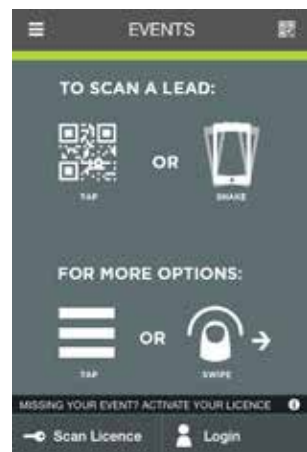 EVENTS
TO SCAN A LEAD:
OR
TAP
SHAKE
FOR MORE OPTIONS:
OR
TAP
SWIPE
MISSING YOUR EVENT? ACTIVATE YOUR LICENCE
Scan Licence
Login